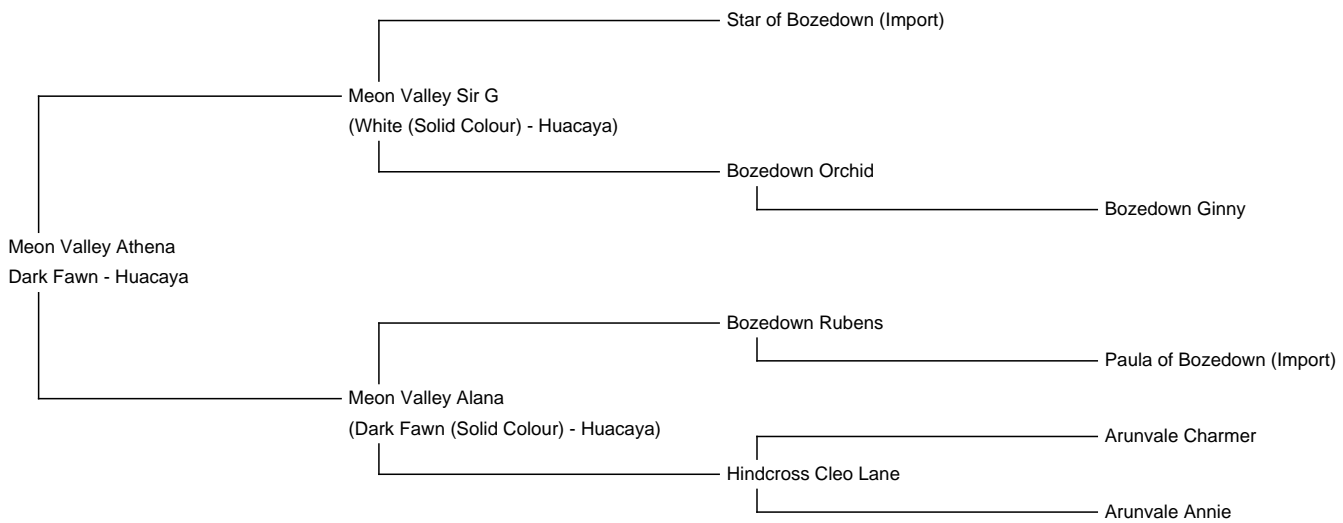 Star of Bozedown (Import)
Meon Valley Sir G
(White (Solid Colour) - Huacaya)
Bozedown Orchid
Bozedown Ginny
Meon Valley Athena
Dark Fawn - Huacaya
Bozedown Rubens
Paula of Bozedown (Import)
Meon Valley Alana
(Dark Fawn (Solid Colour) - Huacaya)
Arunvale Charmer
Hindcross Cleo Lane
Arunvale Annie